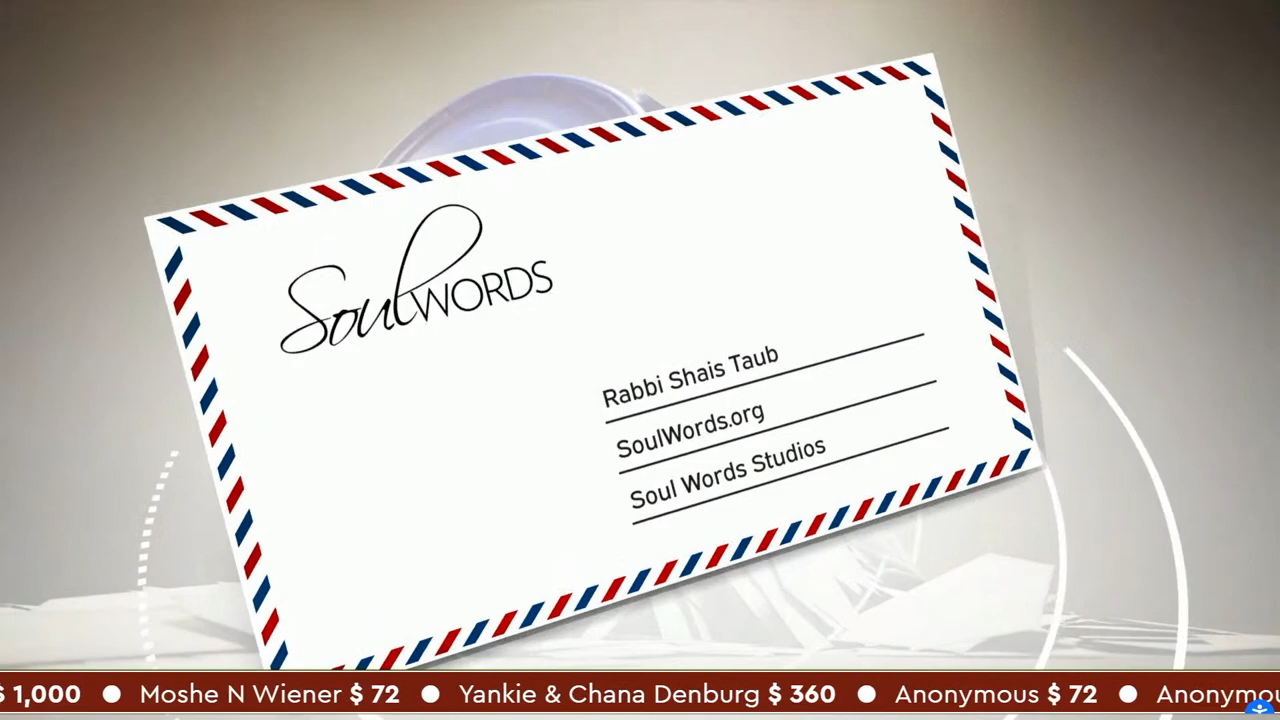 SoulWORDS
Rabbi Shais Taub
SoulWords.org
Soul Words Studios
$ 1,000 ● Moshe N Wiener $ 72 ● Yankie & Chana Denburg $ 360 ● Anonymous $ 72 ●